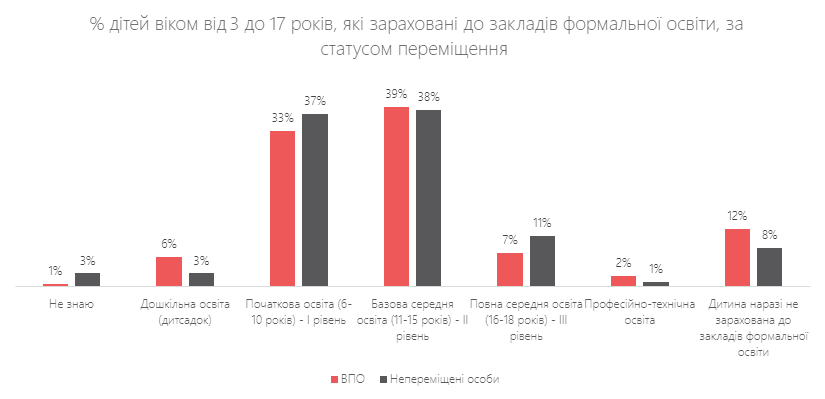 % дітей віком від 3 до 17 років, які зараховані до закладів формальної освіти, за
статусом переміщення
1%
3%
6%
3%
33%
37%
39%
38%
7%
11%
2%
1%
12%
8%
Не знаю
Дошкільна освіта
(дитсадок)
Початкова освіта (6-
10 років) - І рівень
Базова середня
освіта (11-15 років) - ІІ
рівень
Повна середня освіта
(16-18 років) - ІІІ
рівень
Професійно-технічна
освіта
Дитина наразі не
зарахована до
закладів формальної
освіти
ВПО
Непереміщені особи